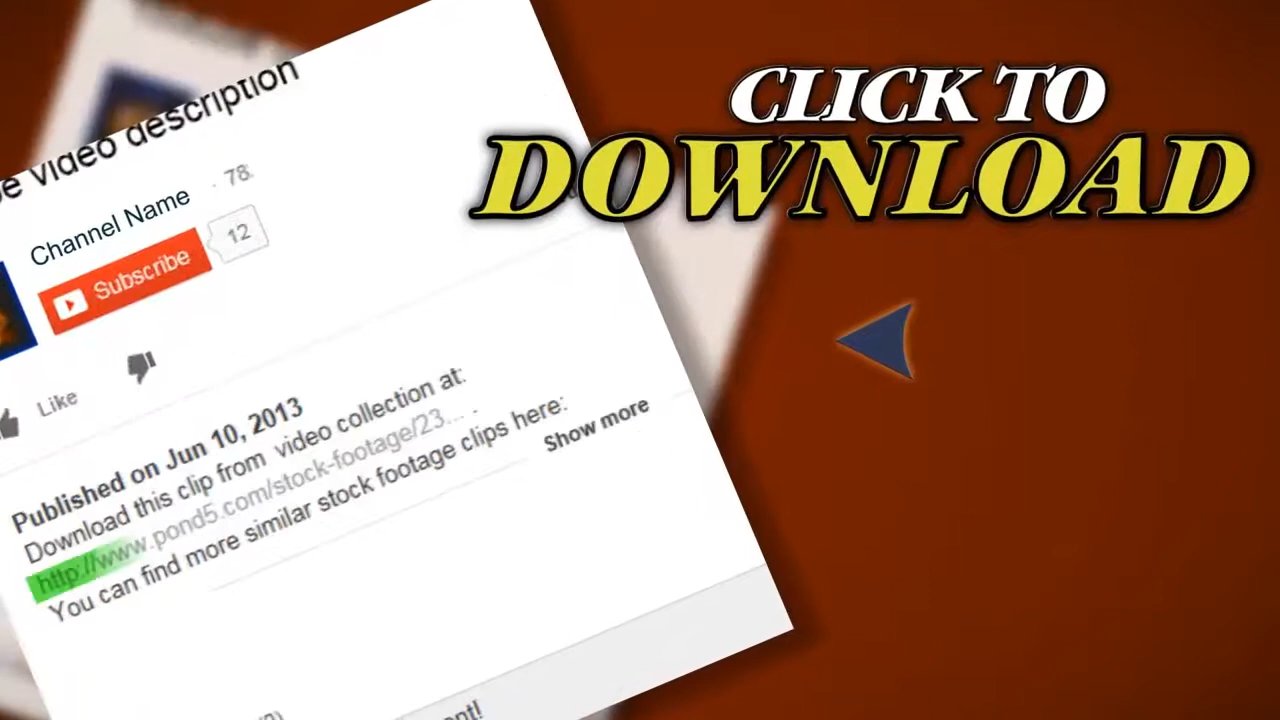 CLICK TO
DOWNLOAD
video description
Channel Name
78
Subscribe
12
Like
Published on Jun 10, 2013
Download this clip from video collection at:
http://www.pond5.com/stock-footage/23...
You can find more similar stock footage clips here:
Show more